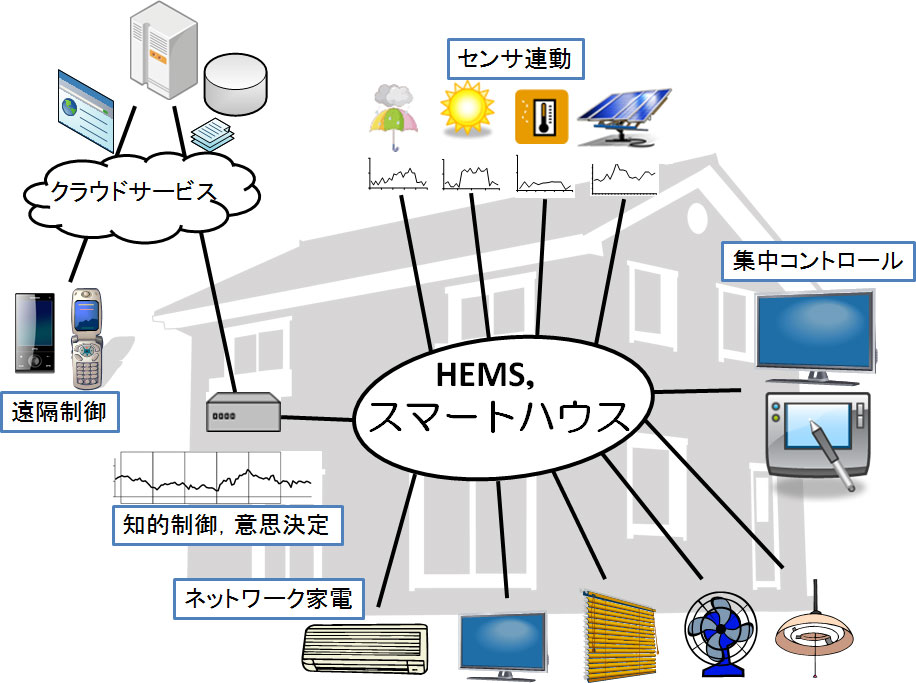 センサ連動
クラウドサービス
集中コントロール
遠隔制御
HEMS,
スマートハウス
知的制御，意思決定
ネットワーク家電